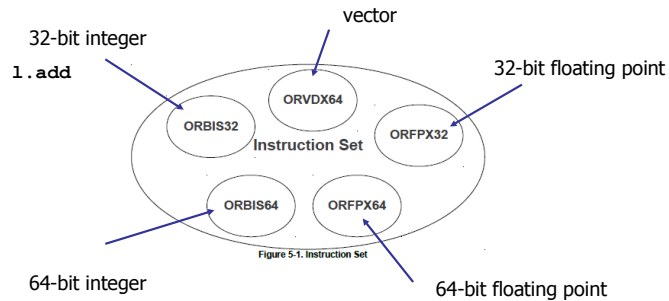 vector
32-bit integer
l.add
32-bit floating point
ORVDX64
ORBIS32
ORFPX32
Instruction Set
ORBIS64
ORFPX64
Figure 5-1. Instruction Set
64-bit integer
64-bit floating point